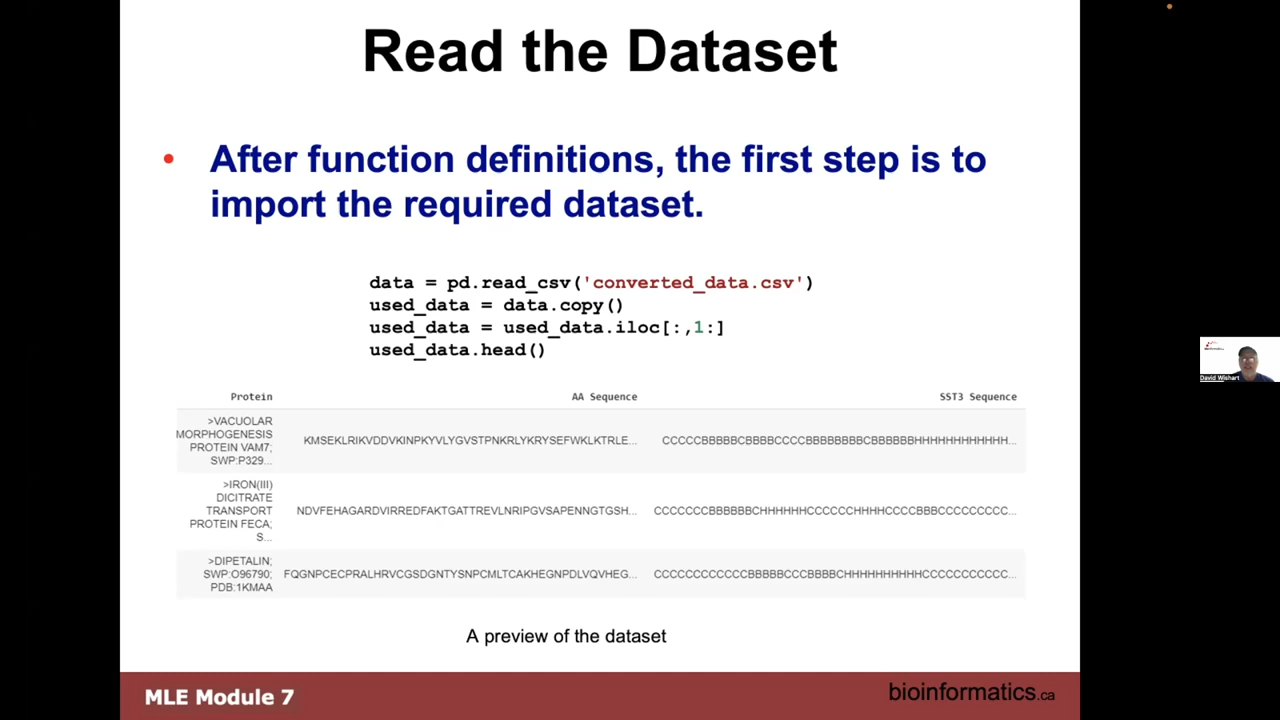 Read the Dataset
• After function definitions, the first step is to
import the required dataset.
data = pd.read_csv('converted_data.csv')
used_data = data.copy()
used_data = used_data.iloc[:,1:]
used_data.head()
Protein AA Sequence SST3 Sequence
>VACUOLAR
MORPHOGENESIS
PROTEIN VAM7;
SWP:P329...
KMSEKLRIKVDDVKINPKYVLYGVSTPNKRLYKRYSEFWKLKTRLE... CCCCCBBBBBCBBBBCCCCBBBBBBBBCBBBBBBHHHHHHHHHHHH...
>IRON(III)
DICITRATE
TRANSPORT
PROTEIN FECA;
S...
NDVFEHAGARDVIRREDFAKTGATTREVLNRIPGVSAPENNGTGSH... CCCCCCCBBBBBBCHHHHHHCCCCCCHHHHCCCCBBBCCCCCCCCC...
>DIPETALIN;
SWP:O96790;
PDB:1KMAA
FQGNPCECPRALHRVCGSDGNTYSNPCMLTCAKHEGNPDLVQVHEG... CCCCCCCCCCCCBBBBBCCCBBBBCHHHHHHHHHHCCCCCCCCCCC...
A preview of the dataset
MLE Module 7
bioinformatics.ca
David Wishart